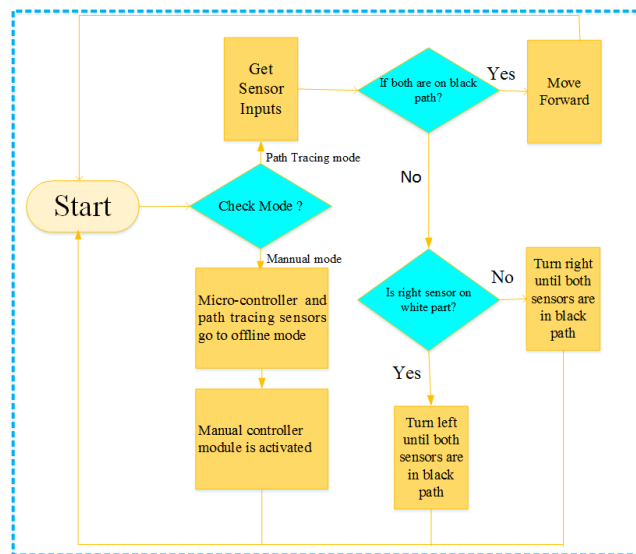 Get
Sensor
Inputs
If both are on black
path?
Yes
Move
Forward
Path Tracing mode
No
Start
Check Mode ?
Mannual mode
Micro-controller and
path tracing sensors
go to offline mode
Is right sensor on
white part?
No
Turn right
until both
sensors are
in black
path
Yes
Manual controller
module is activated
Turn left
until both
sensors are
in black
path